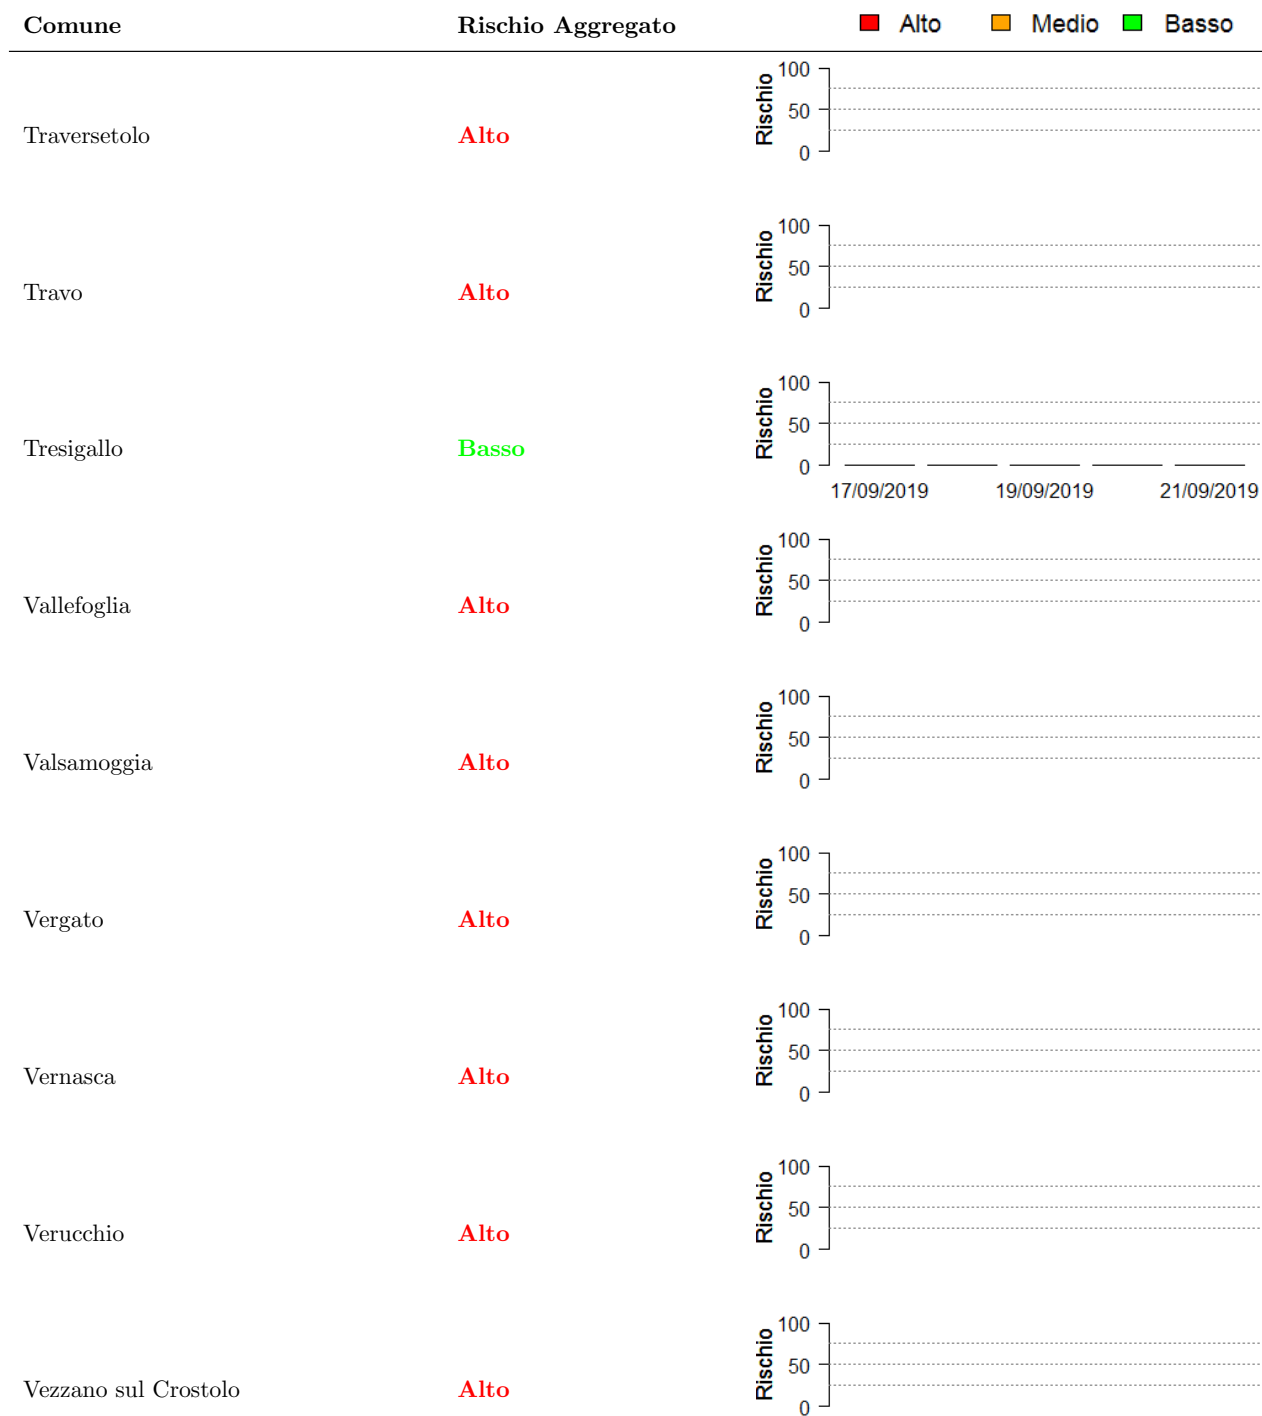 Comune Rischio Aggregato Alto Medio Basso
Traversetolo Alto Rischio 100 50 0
Travo Alto Rischio 100 50 0
Tresigallo Basso Rischio 100 50 0
17/09/2019 19/09/2019 21/09/2019
Vallefoglia Alto Rischio 100 50 0
Valsamoggia Alto Rischio 100 50 0
Vergato Alto Rischio 100 50 0
Vernasca Alto Rischio 100 50 0
Verucchio Alto Rischio 100 50 0
Vezzano sul Crostolo Alto Rischio 100 50 0